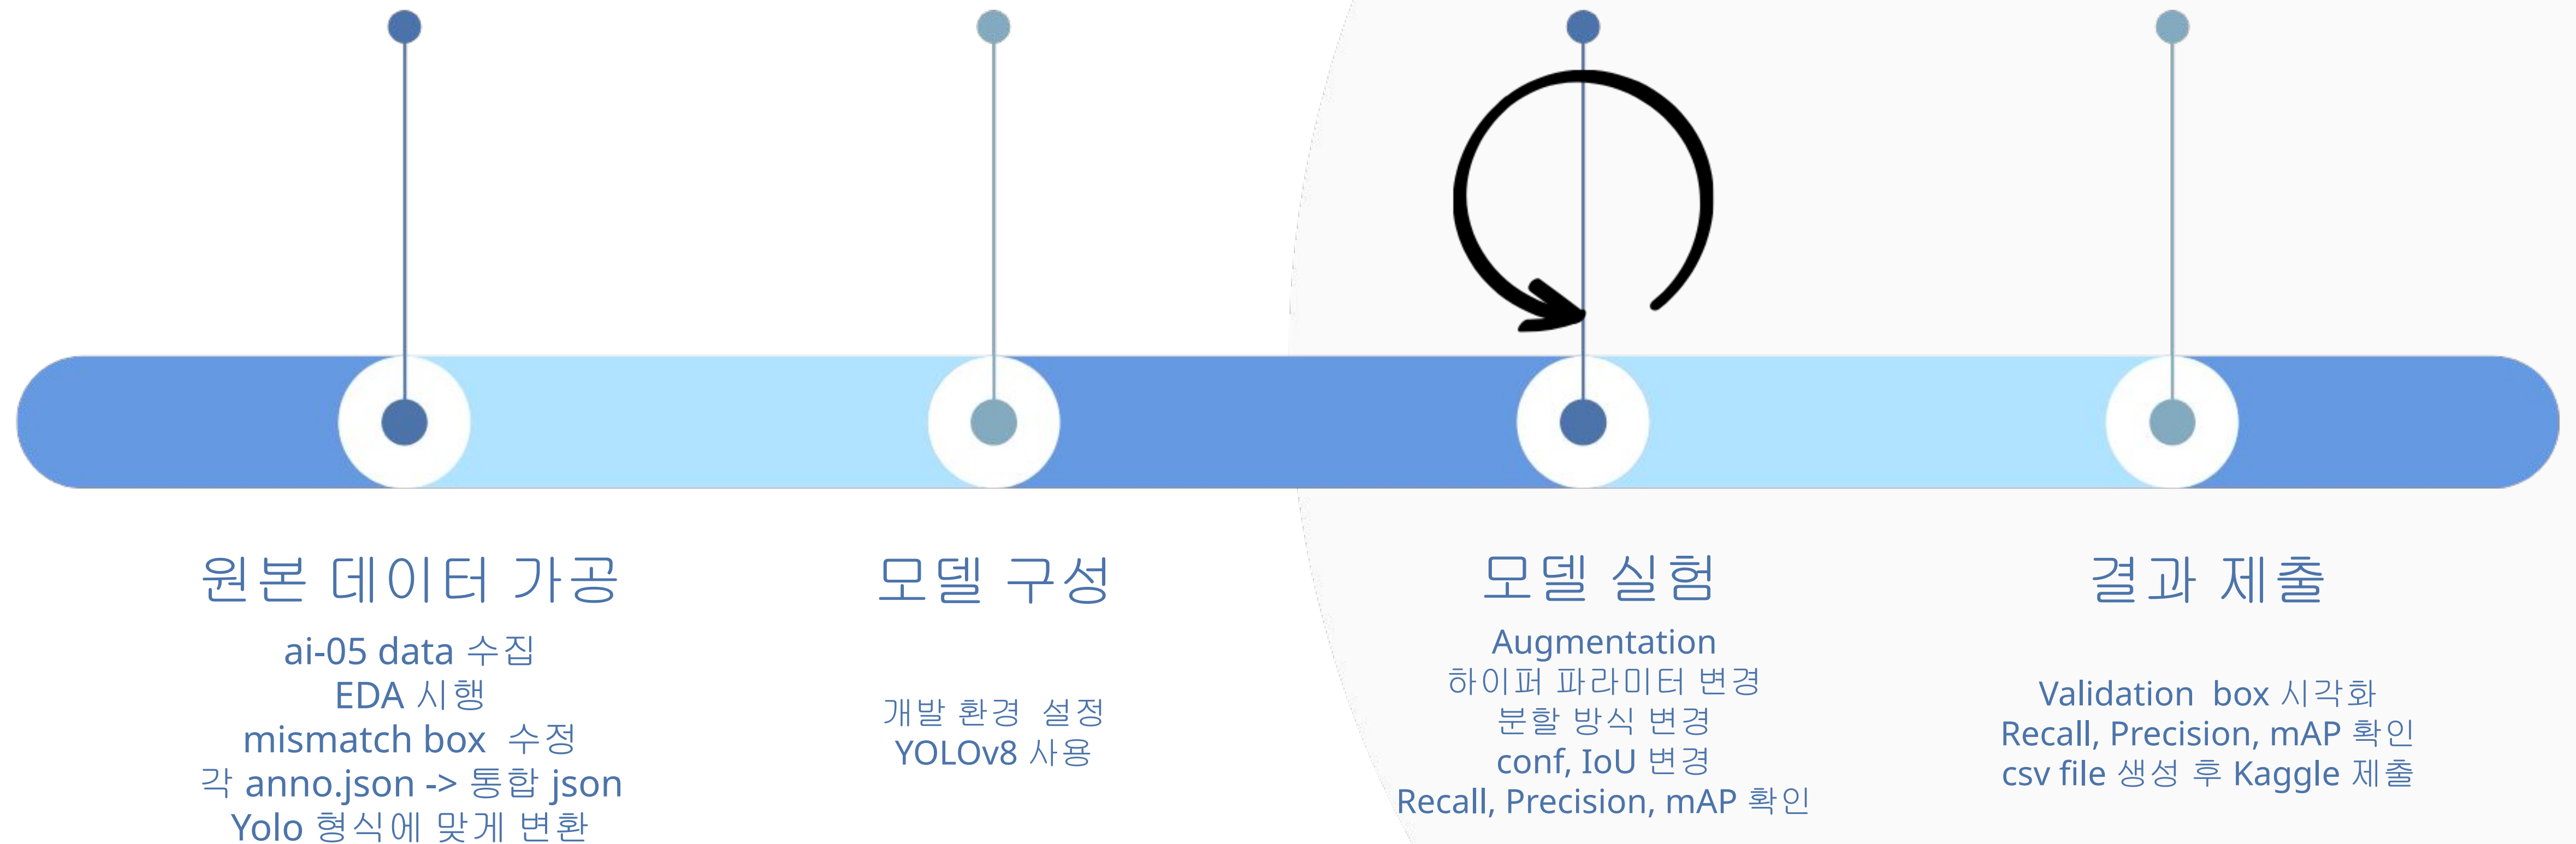 원본 데이터 가공
ai-05 data 수집
EDA 시행
mismatch box 수정
각 anno.json -> 통합 json
Yolo 형식에 맞게 변환
모델 구성
개발 환경 설정
YOLOv8 사용
모델 실험
Augmentation
하이퍼 파라미터 변경
분할 방식 변경
conf, IoU 변경
Recall, Precision, mAP 확인
결과 제출
Validation box 시각화
Recall, Precision, mAP 확인
csv file 생성 후 Kaggle 제출